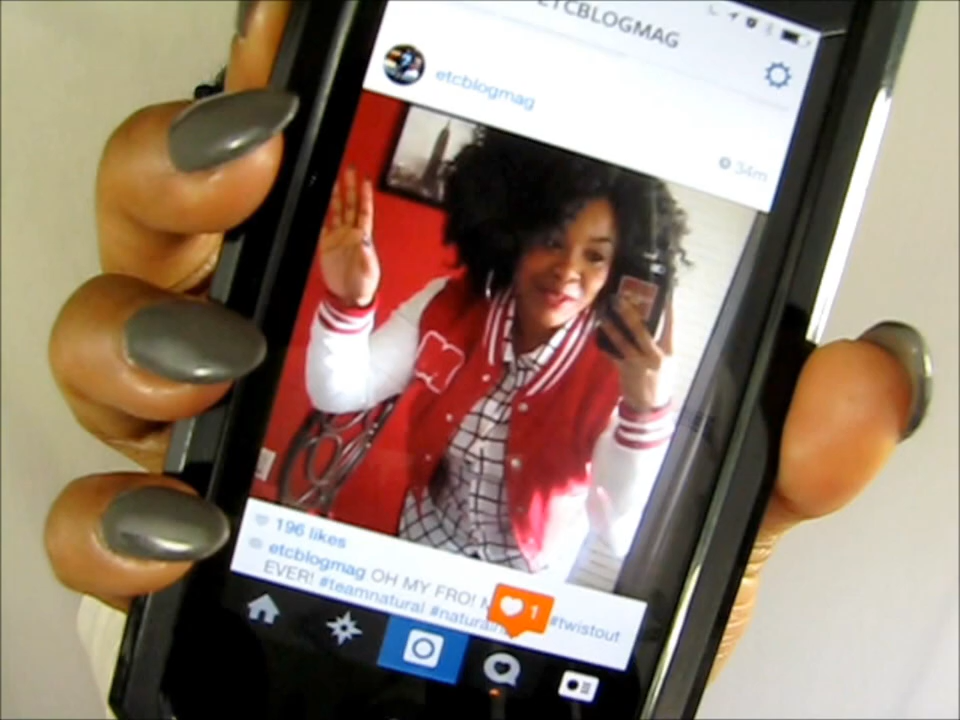 ETCBLOGMAG
etcblogmag
34m
196 likes
etcblogmag OH MY FRO! #twistout
EVER! #teamnatural
1